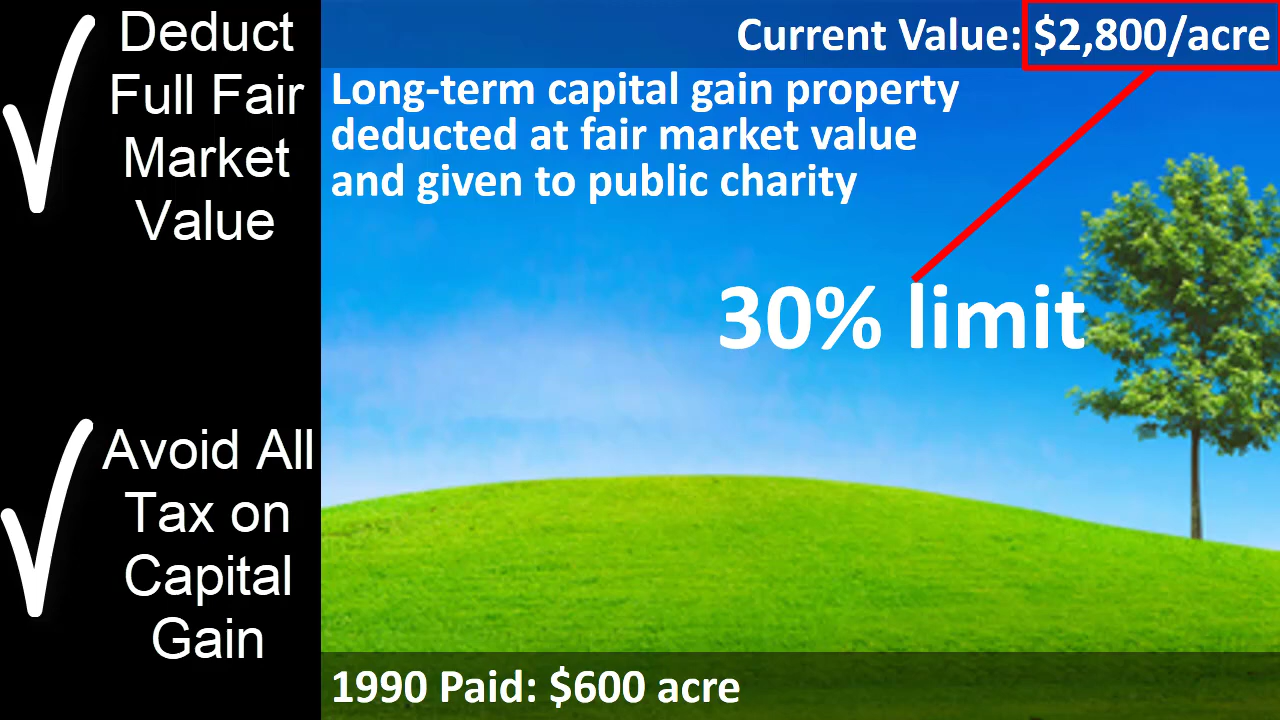 Deduct
Full Fair
Market
Value
Avoid All
Tax on
Capital
Gain
Current Value: $2,800/acre
Long-term capital gain property
deducted at fair market value
and given to public charity
30% limit
1990 Paid: $600 acre